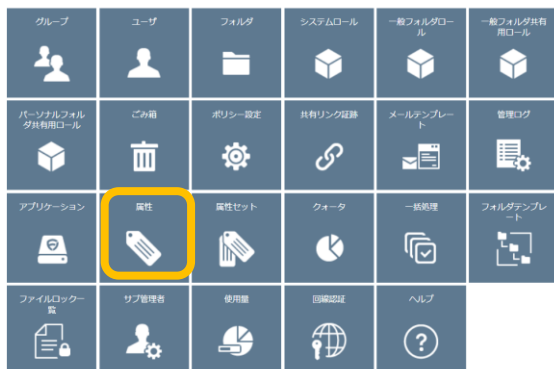 グループ
ユーザ
フォルダ
システムロール
一般フォルダロー
ル
一般フォルダ共有
用ロール
パーソナルフォル
ダ共有用ロール
ごみ箱
ポリシー設定
共有リンク証跡
メールテンプレー
ト
管理ログ
アプリケーション
属性
属性セット
クォータ
一括処理
フォルダテンプレ
ート
ファイルロック一
覧
サブ管理者
使用量
回線認証
ヘルプ